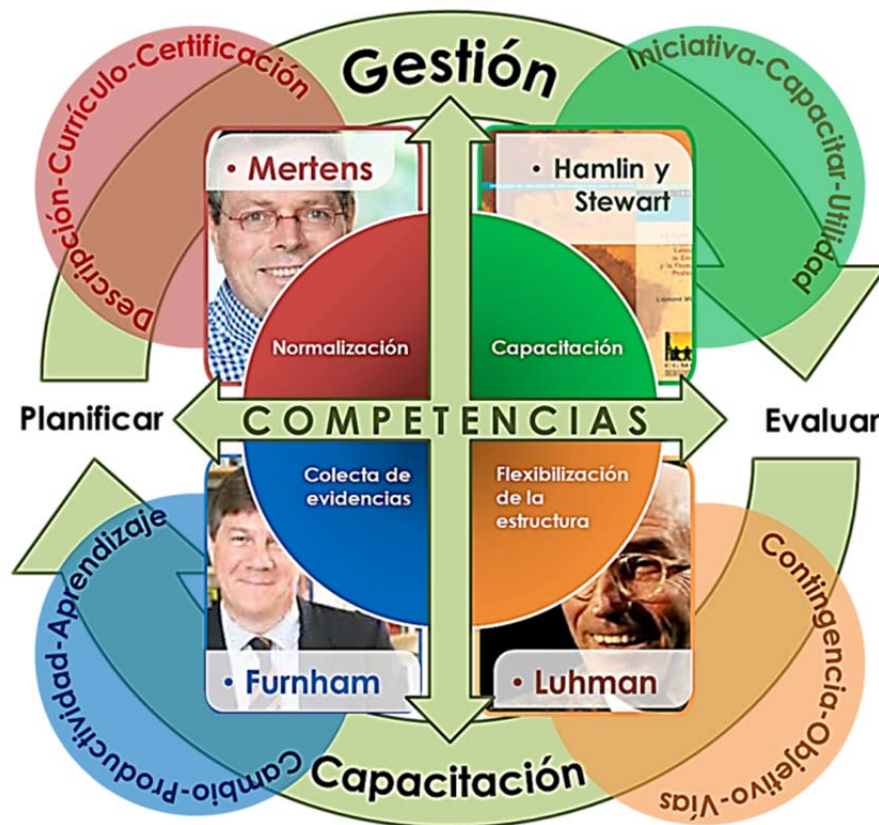 Gestión
Descripción-Currículo-Certificación
Iniciativa-Capacitar-Utilidad
• Mertens
• Hamlin y
Stewart
Normalización
Capacitación
Planificar
COMPETENCIAS
Evaluar
Colecta de
evidencias
Flexibilización
de la
estructura
• Furnham
• Luhman
Cambio-Productividad-Aprendizaje
Contingencia-Objetivo-Vías
Capacitación